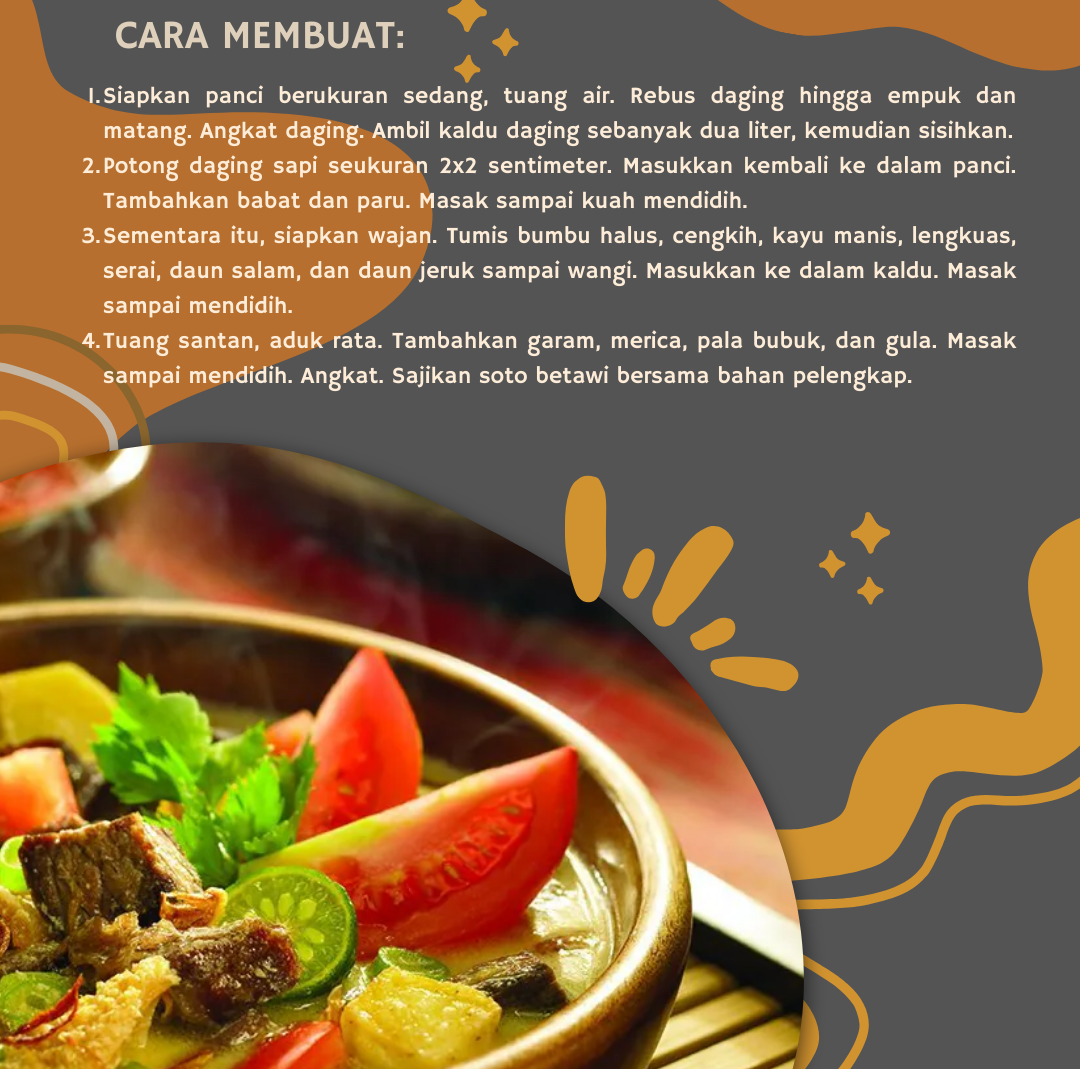 CARA MEMBUAT:
1. Siapkan panci berukuran sedang, tuang air. Rebus daging hingga empuk dan
matang. Angkat daging. Ambil kaldu daging sebanyak dua liter, kemudian sisihkan.
2. Potong daging sapi seukuran 2x2 sentimeter. Masukkan kembali ke dalam panci.
Tambahkan babat dan paru. Masak sampai kuah mendidih.
3. Sementara itu, siapkan wajan. Tumis bumbu halus, cengkih, kayu manis, lengkuas,
serai, daun salam, dan daun jeruk sampai wangi. Masukkan ke dalam kaldu. Masak
sampai mendidih.
4. Tuang santan, aduk rata. Tambahkan garam, merica, pala bubuk, dan gula. Masak
sampai mendidih. Angkat. Sajikan soto betawi bersama bahan pelengkap.